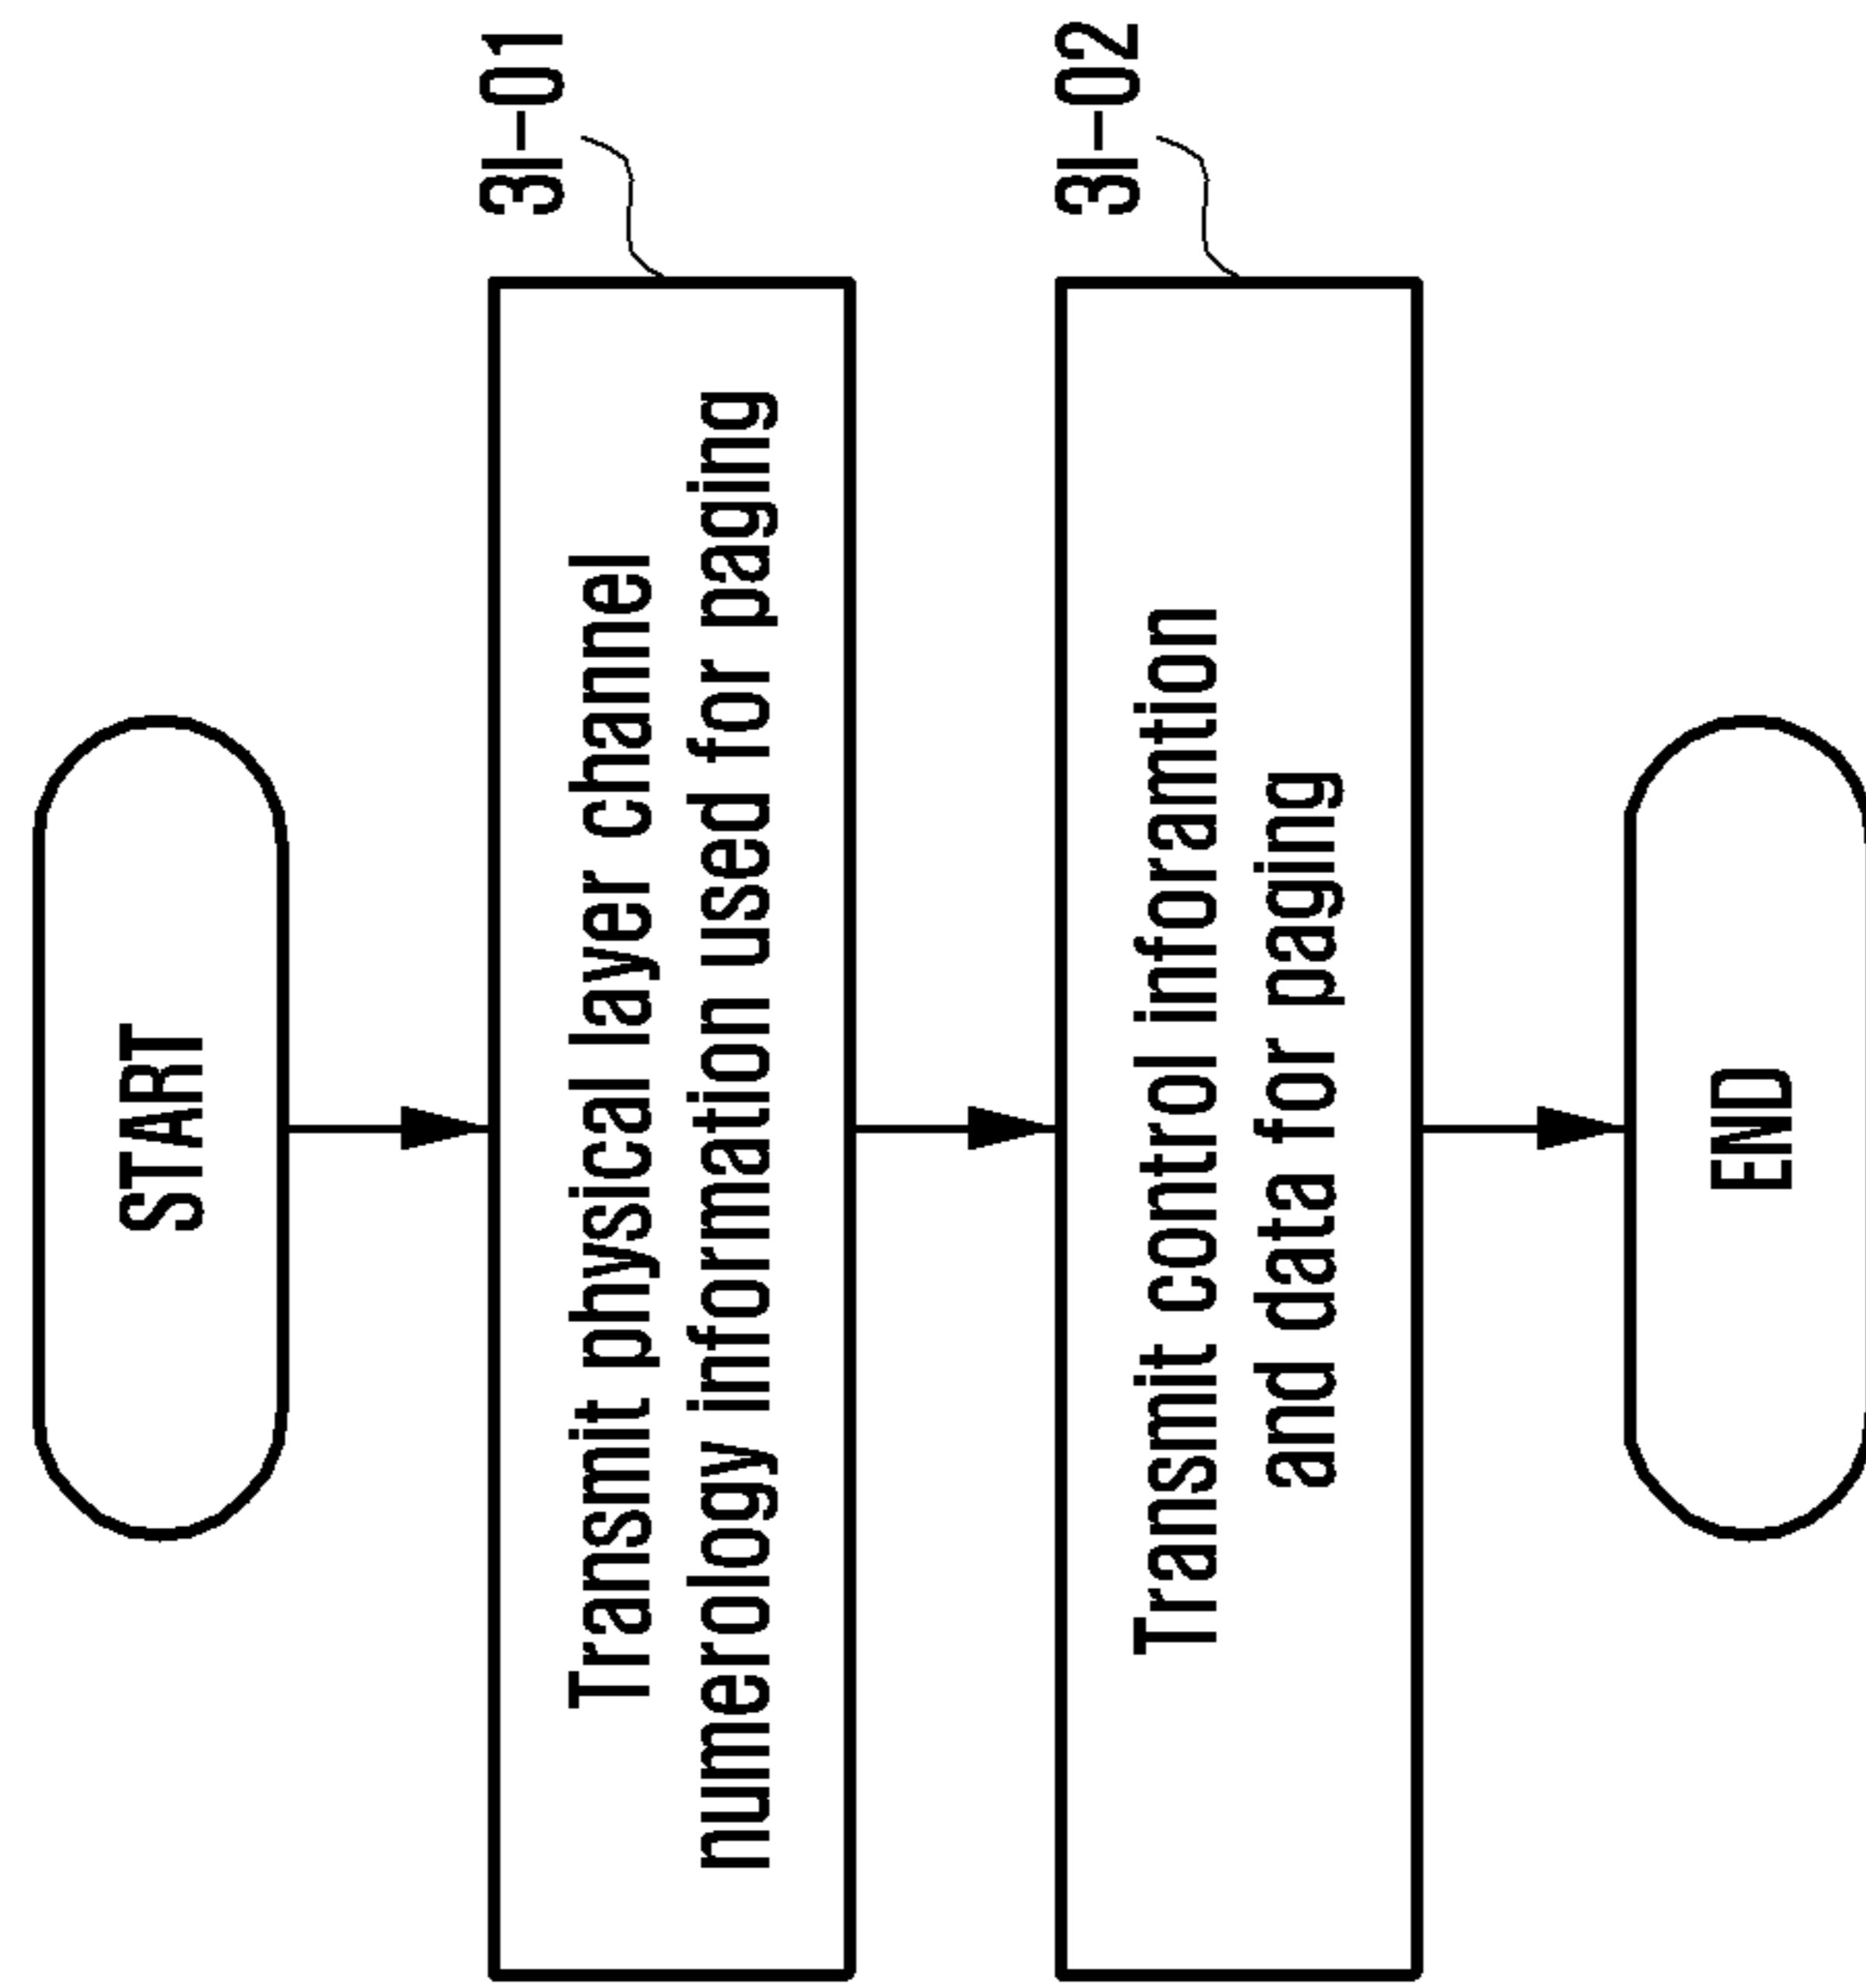 START
3I-01
Transmit physical layer channel
numerology information used for paging
3I-02
Transmit control inforamtion
and data for paging
END